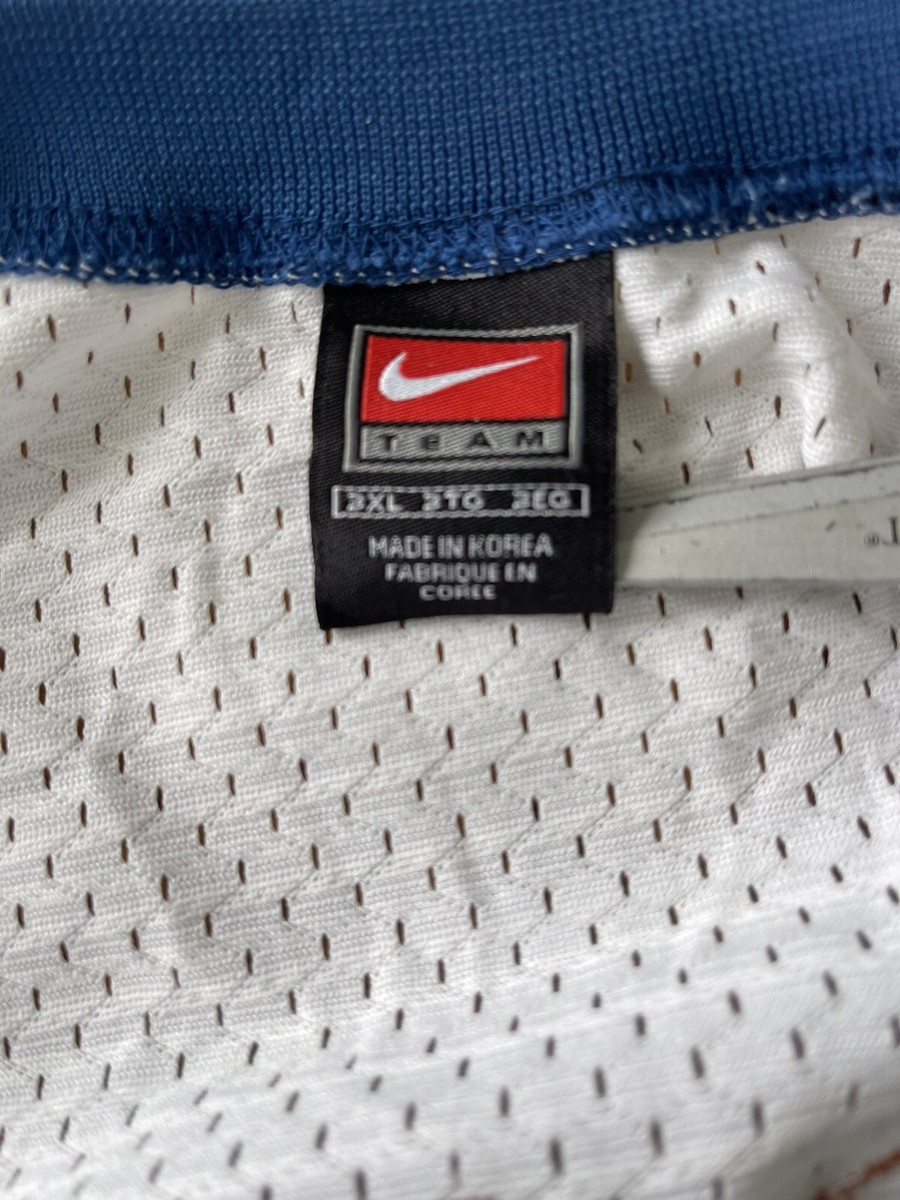 TEAM
3XL 3TG 3EG
MADE IN KOREA
FABRIQUE EN
COREE
T®